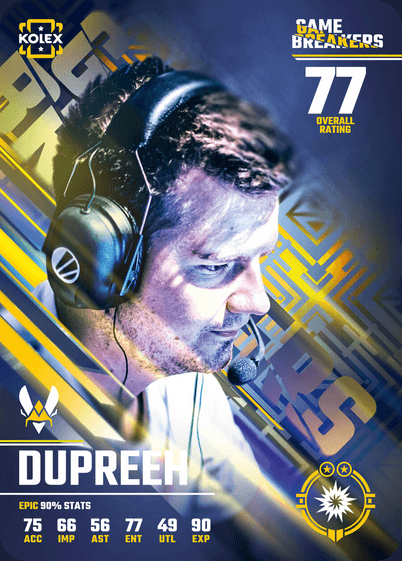 KOLEX
GAME
BREAKERS
77
OVERALL
RATING
DUPREEH
EPIC 90% STATS
75 66 56 77 49 90
ACC IMP AST ENT UTL EXP